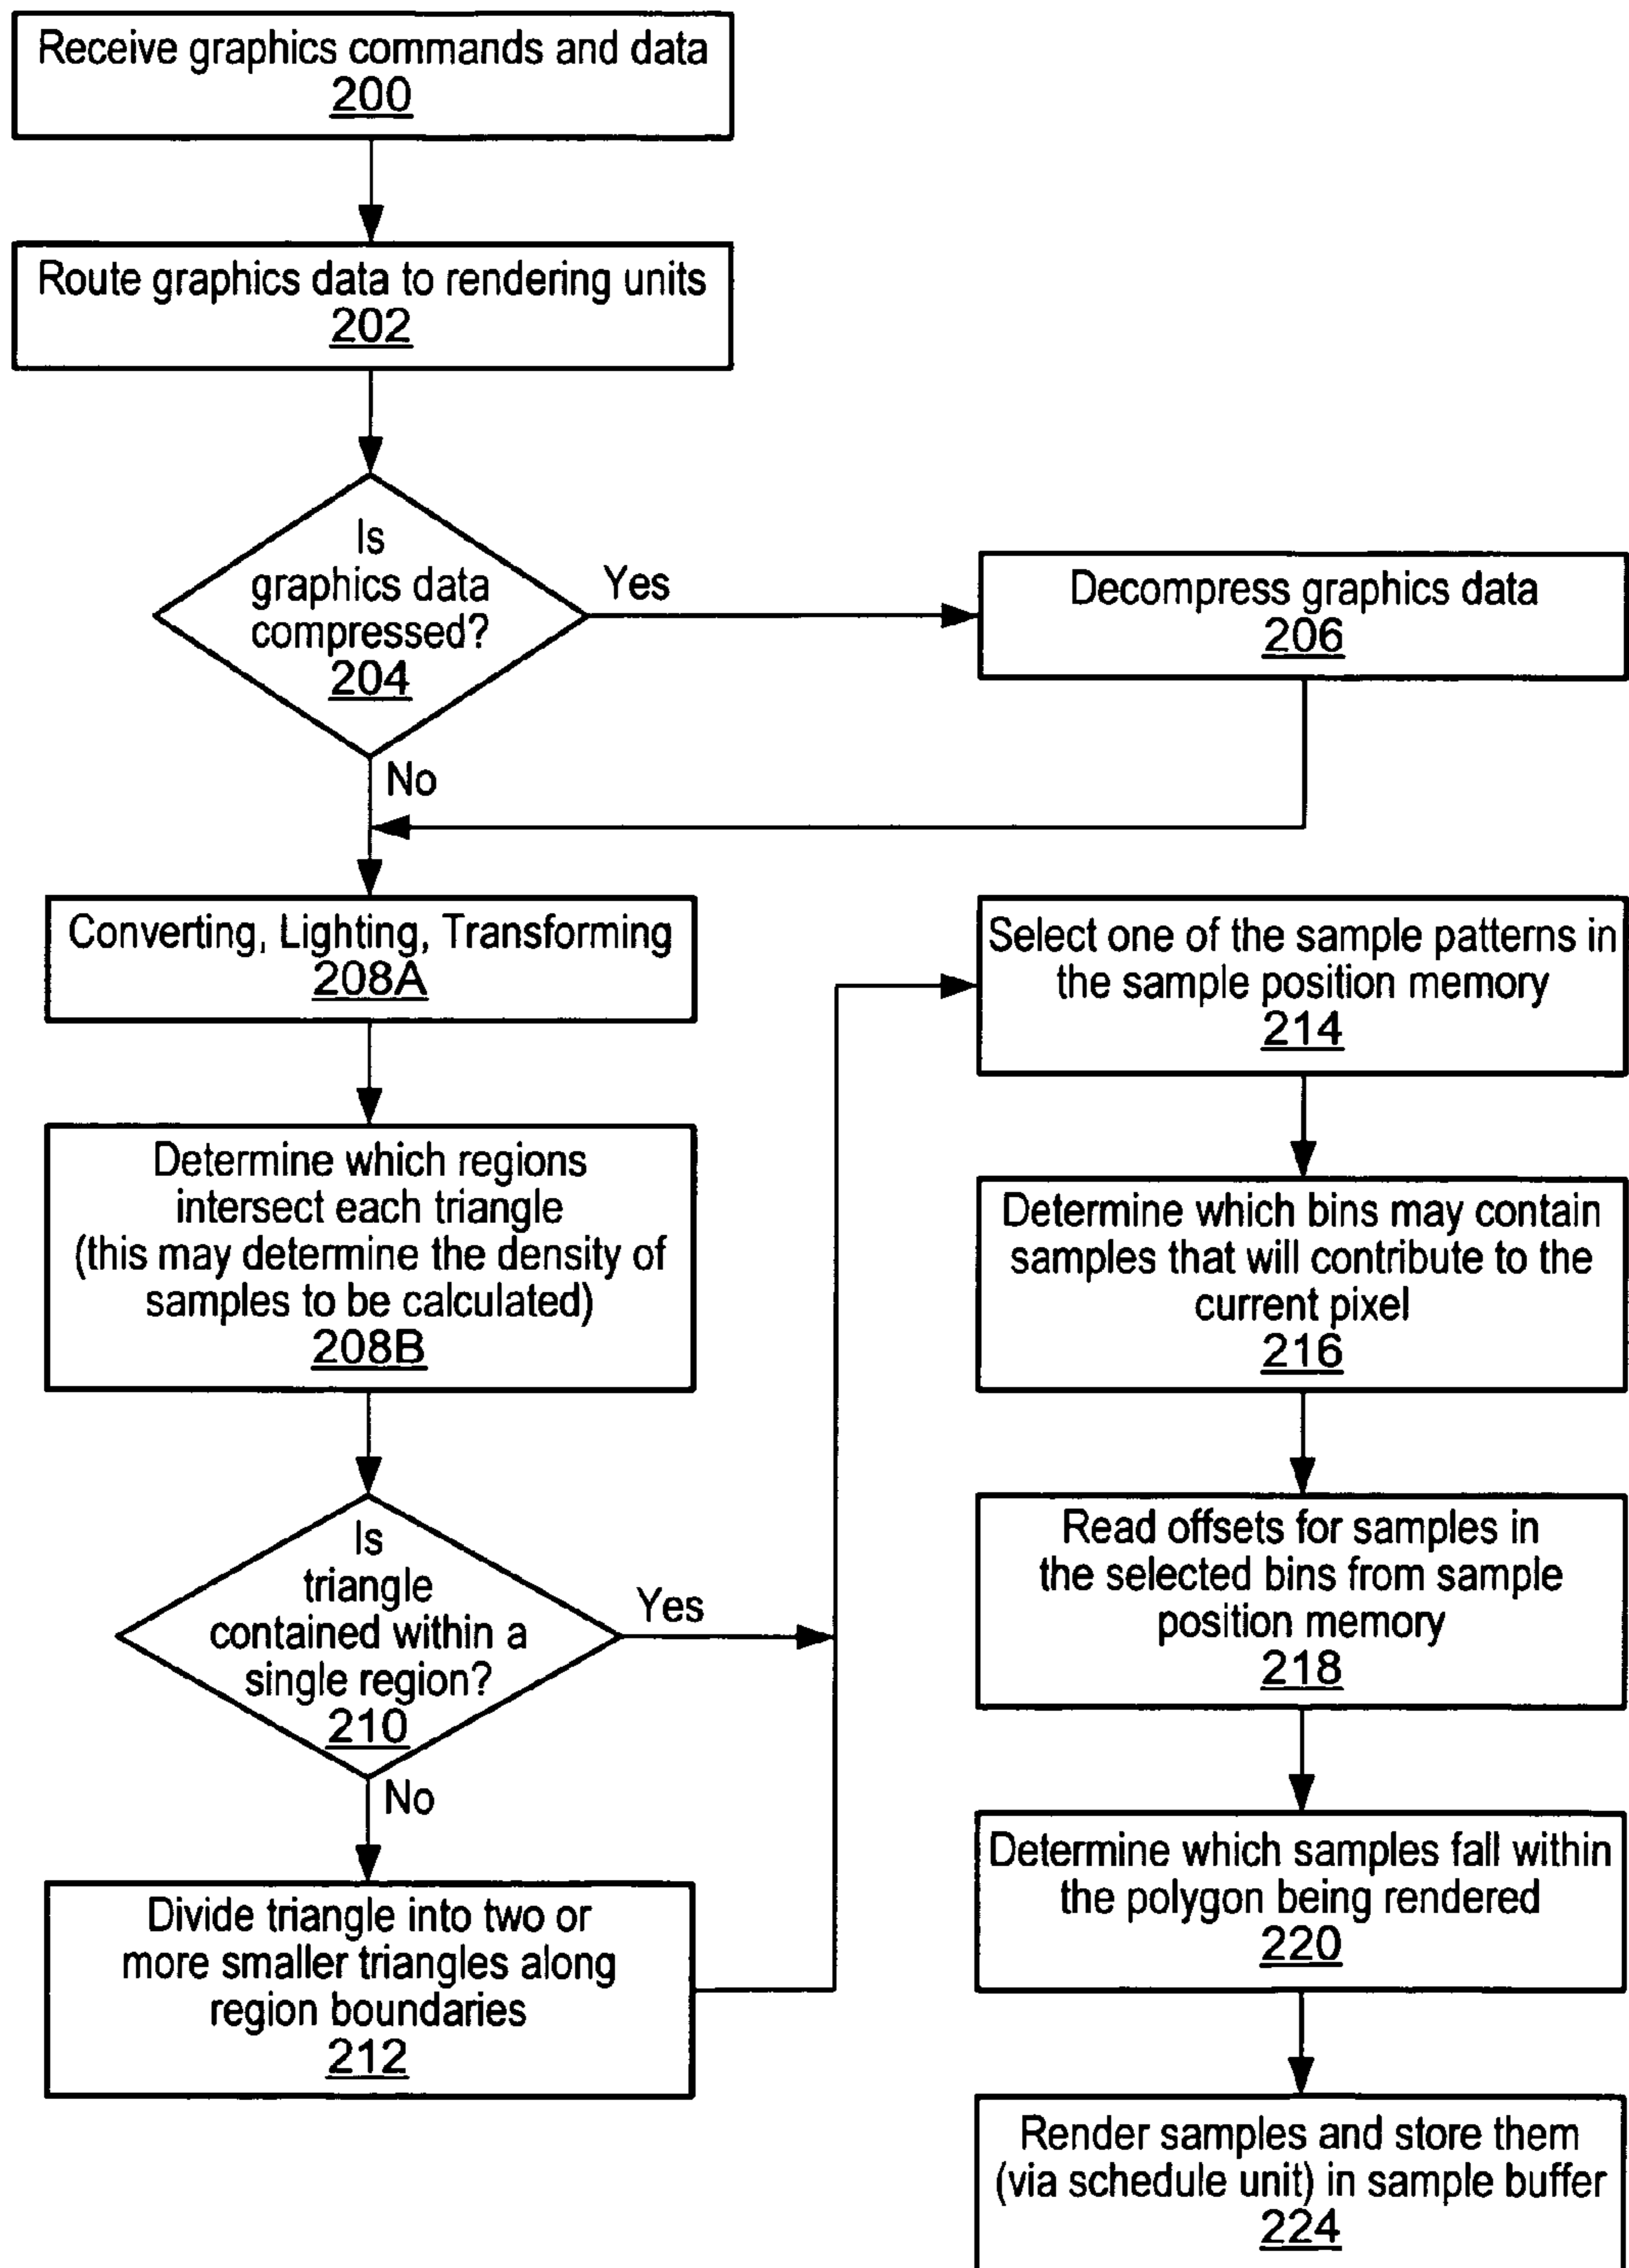 Receive graphics commands and data
200
Route graphics data to rendering units
202
Is
graphics data
compressed?
204
Yes
No
Decompress graphics data
206
Converting, Lighting, Transforming
208A
Determine which regions
intersect each triangle
(this may determine the density of
samples to be calculated)
208B
Is
triangle
contained within a
single region?
210
Yes
No
Divide triangle into two or
more smaller triangles along
region boundaries
212
Select one of the sample patterns in
the sample position memory
214
Determine which bins may contain
samples that will contribute to the
current pixel
216
Read offsets for samples in
the selected bins from sample
position memory
218
Determine which samples fall within
the polygon being rendered
220
Render samples and store them
(via schedule unit) in sample buffer
224